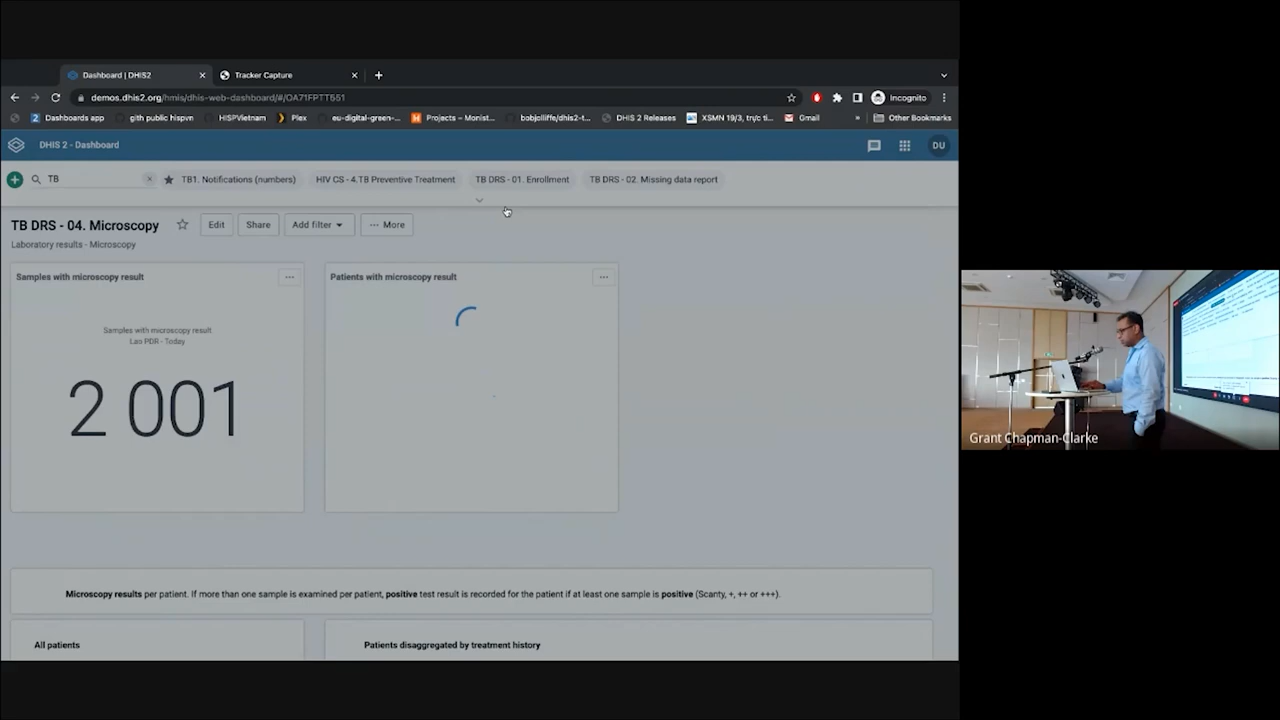 Dashboard | DHIS2
Tracker Capture
demos.dhis2.org/hmis/dhis-web-dashboard/#/OA71FPTT551
Incognito
Dashboards app
gith public hispvn
HISPVietnam
Plex
eu-digital-green-...
Projects – Monist...
bobjolliffe/dhis2-t...
DHIS 2 Releases
XSMN 19/3, trực ti...
Gmail
»
Other Bookmarks
DHIS 2 - Dashboard
DU
TB
TB1. Notifications (numbers)
HIV CS - 4.TB Preventive Treatment
TB DRS - 01. Enrollment
TB DRS - 02. Missing data report
TB DRS - 04. Microscopy
Edit
Share
Add filter
More
Laboratory results - Microscopy
Samples with microscopy result
Patients with microscopy result
Samples with microscopy result
Lao PDR - Today
2 001
Microscopy results per patient. If more than one sample is examined per patient, positive test result is recorded for the patient if at least one sample is positive (Scanty, +, ++ or +++).
All patients
Patients disaggregated by treatment history
Grant Chapman-Clarke